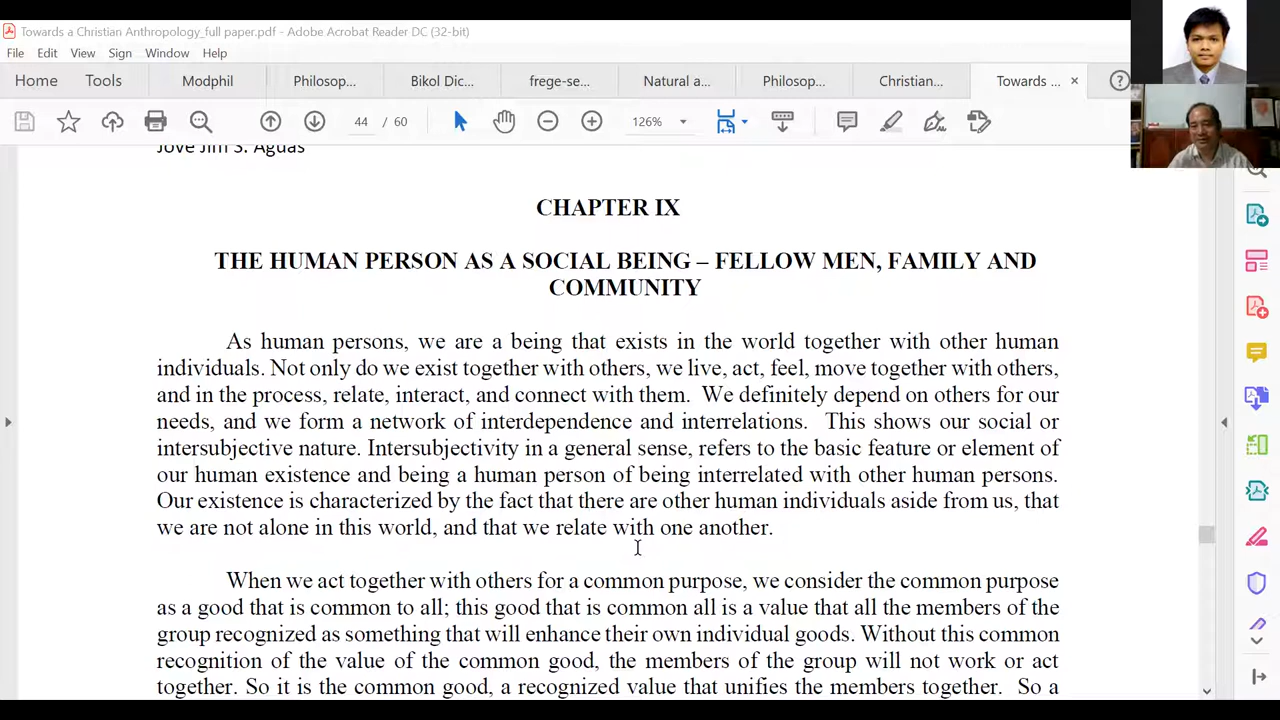 Towards a Christian Anthropology_full paper.pdf - Adobe Acrobat Reader DC (32-bit)
File Edit View Sign Window Help
Home Tools Modphil Philosop... Bikol Dic... frege-se... Natural a... Philosop... Christian... Towards ... ×
44 / 60 126%
Jove Jim S. Aguas
CHAPTER IX
THE HUMAN PERSON AS A SOCIAL BEING – FELLOW MEN, FAMILY AND
COMMUNITY
As human persons, we are a being that exists in the world together with other human
individuals. Not only do we exist together with others, we live, act, feel, move together with others,
and in the process, relate, interact, and connect with them. We definitely depend on others for our
needs, and we form a network of interdependence and interrelations. This shows our social or
intersubjective nature. Intersubjectivity in a general sense, refers to the basic feature or element of
our human existence and being a human person of being interrelated with other human persons.
Our existence is characterized by the fact that there are other human individuals aside from us, that
we are not alone in this world, and that we relate with one another.
When we act together with others for a common purpose, we consider the common purpose
as a good that is common to all; this good that is common all is a value that all the members of the
group recognized as something that will enhance their own individual goods. Without this common
recognition of the value of the common good, the members of the group will not work or act
together. So it is the common good, a recognized value that unifies the members together. So a